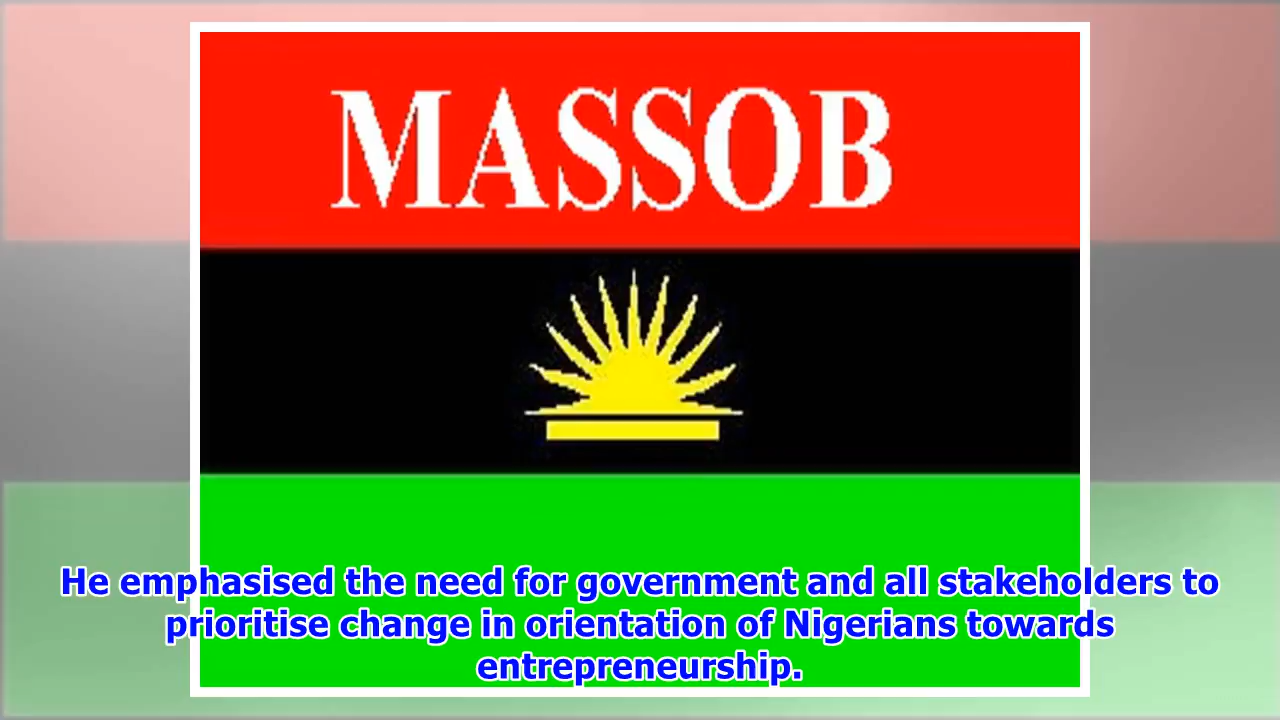 MASSOB
He emphasised the need for government and all stakeholders to
prioritise change in orientation of Nigerians towards
entrepreneurship.